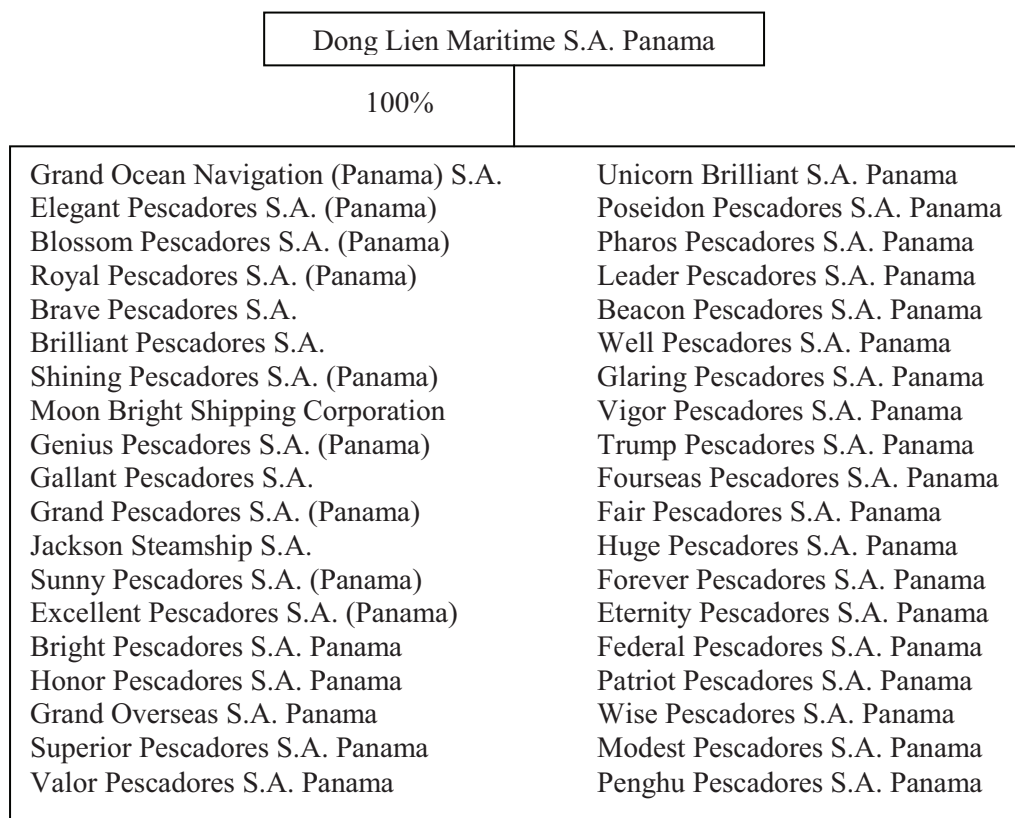 Dong Lien Maritime S.A. Panama
100%
Grand Ocean Navigation (Panama) S.A.
Elegant Pescadores S.A. (Panama)
Blossom Pescadores S.A. (Panama)
Royal Pescadores S.A. (Panama)
Brave Pescadores S.A.
Brilliant Pescadores S.A.
Shining Pescadores S.A. (Panama)
Moon Bright Shipping Corporation
Genius Pescadores S.A. (Panama)
Gallant Pescadores S.A.
Grand Pescadores S.A. (Panama)
Jackson Steamship S.A.
Sunny Pescadores S.A. (Panama)
Excellent Pescadores S.A. (Panama)
Bright Pescadores S.A. Panama
Honor Pescadores S.A. Panama
Grand Overseas S.A. Panama
Superior Pescadores S.A. Panama
Valor Pescadores S.A. Panama
Unicorn Brilliant S.A. Panama
Poseidon Pescadores S.A. Panama
Pharos Pescadores S.A. Panama
Leader Pescadores S.A. Panama
Beacon Pescadores S.A. Panama
Well Pescadores S.A. Panama
Glaring Pescadores S.A. Panama
Vigor Pescadores S.A. Panama
Trump Pescadores S.A. Panama
Fourseas Pescadores S.A. Panama
Fair Pescadores S.A. Panama
Huge Pescadores S.A. Panama
Forever Pescadores S.A. Panama
Eternity Pescadores S.A. Panama
Federal Pescadores S.A. Panama
Patriot Pescadores S.A. Panama
Wise Pescadores S.A. Panama
Modest Pescadores S.A. Panama
Penghu Pescadores S.A. Panama